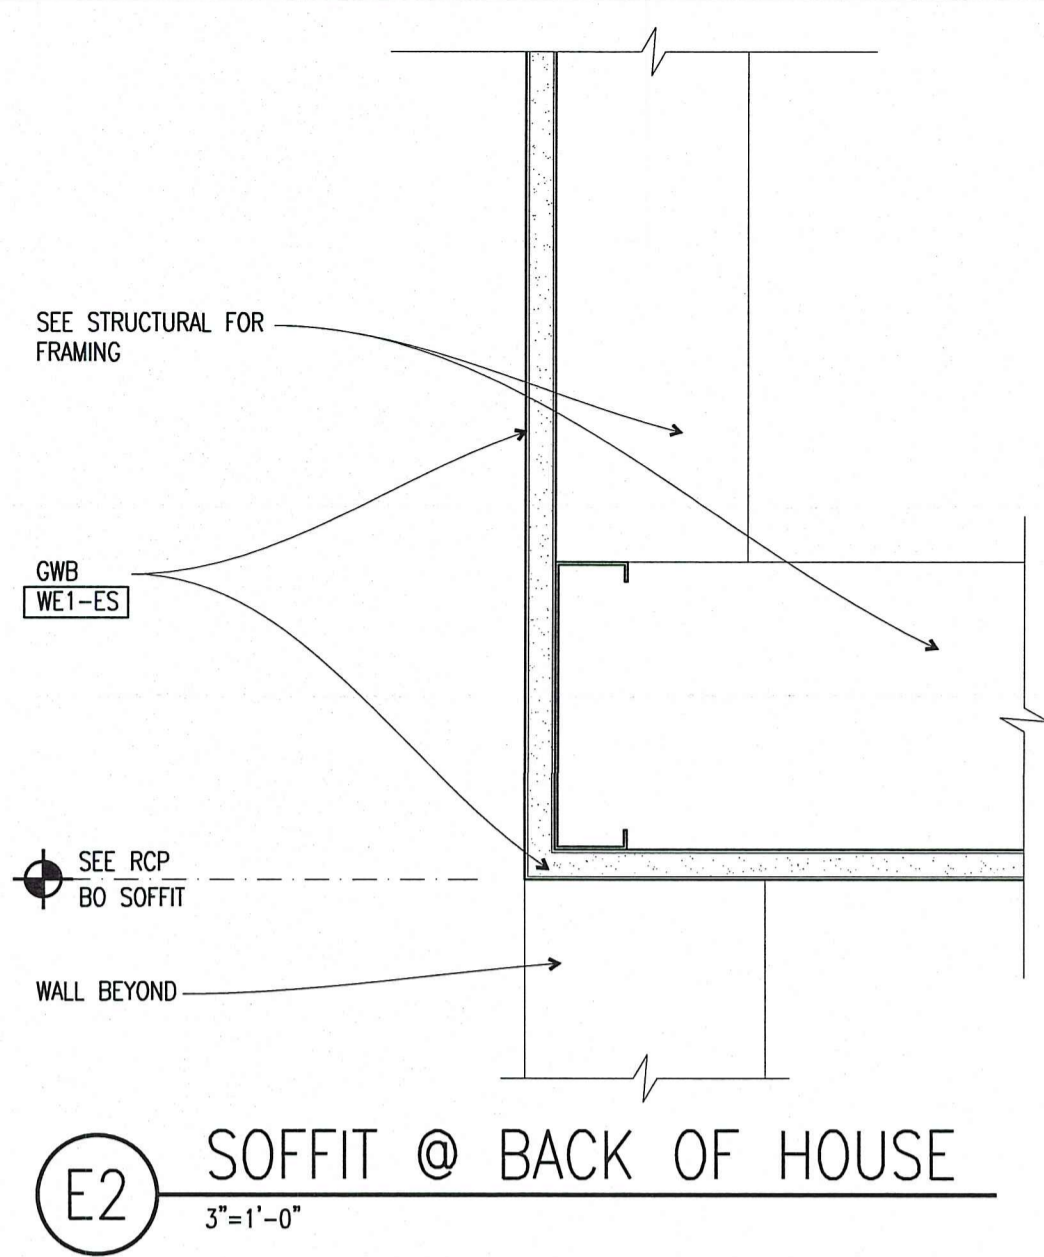 SEE STRUCTURAL FOR
FRAMING
GWB
WE1-ES
SEE RCP
BO SOFFIT
WALL BEYOND
E2
SOFFIT @ BACK OF HOUSE
3"=1'-0"